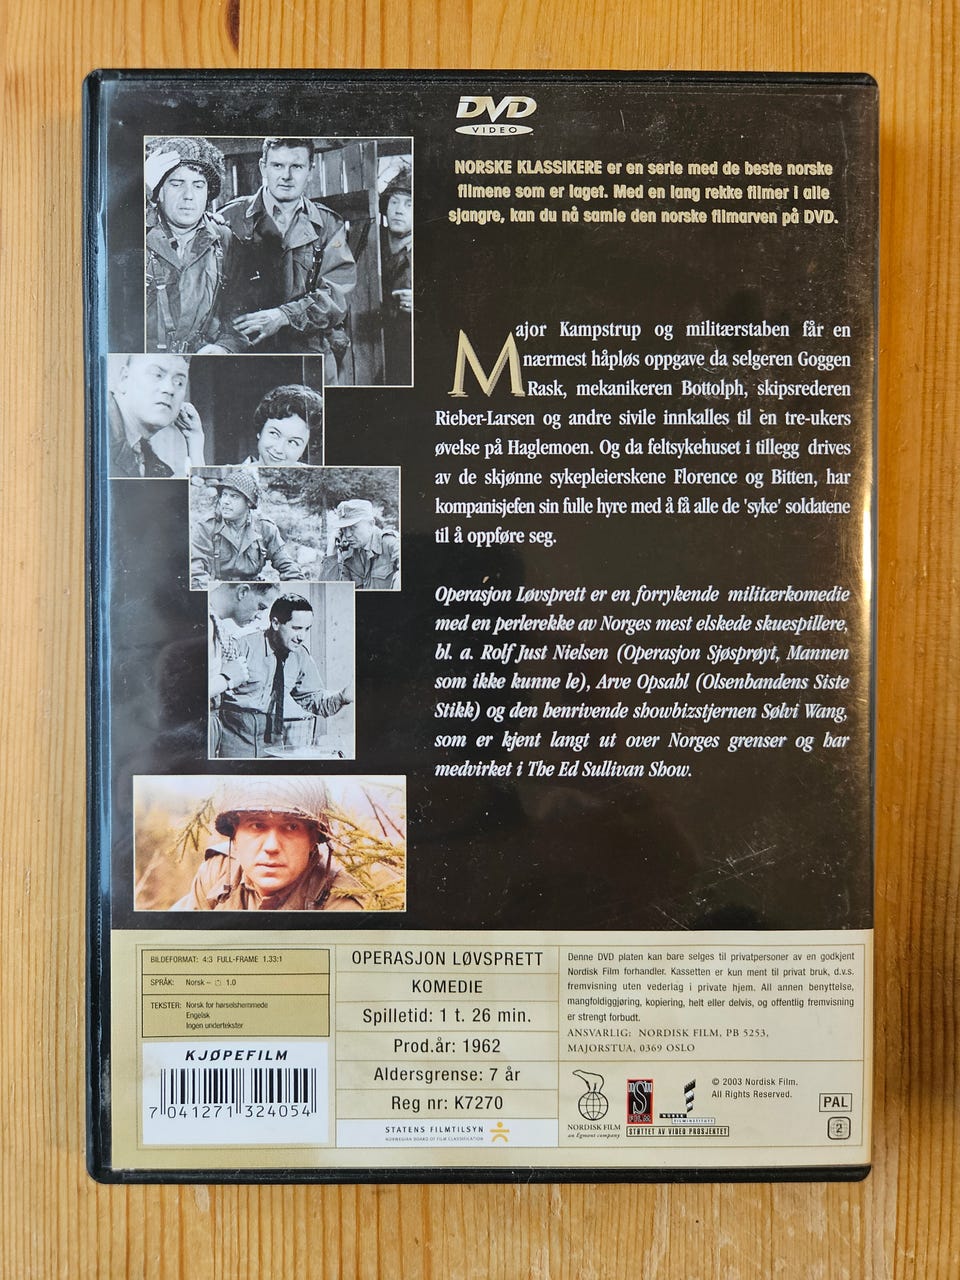 DVD
VIDEO
NORSKE KLASSIKERE er en serie med de beste norske
filmene som er laget. Med en lang rekke filmer i alle
sjangre, kan du nå samle den norske filmarven på DVD.
Major Kampstrup og militærstaben får en
nærmest håpløs oppgave da selgeren Goggen
Rask, mekanikeren Bottolph, skipsrederen
Rieber-Larsen og andre sivile innkalles til èn tre-ukers
øvelse på Haglemoen. Og da feltsykehuset i tillegg drives
av de skjønne sykepleierskene Florence og Bitten, har
kompanisjefen sin fulle hyre med å få alle de 'syke' soldatene
til å oppføre seg.
Operasjon Løvsprett er en forrykende militærkomedie
med en perlerekke av Norges mest elskede skuespillere,
bl. a. Rolf Just Nielsen (Operasjon Sjøsprøyt, Mannen
som ikke kunne le), Arve Opsahl (Olsenbandens Siste
Stikk) og den henrivende showbizstjernen Sølvi Wang,
som er kjent langt ut over Norges grenser og har
medvirket i The Ed Sullivan Show.
BILDEFORMAT: 4:3 FULL-FRAME 1.33:1
SPRÅK: Norsk – 1.0
TEKSTER: Norsk for hørselshemmede
Engelsk
Ingen undertekster
KJØPEFILM
7 041271 324054
OPERASJON LØVSPRETT
KOMEDIE
Spilletid: 1 t. 26 min.
Prod.år: 1962
Aldersgrense: 7 år
Reg nr: K7270
STATENS FILMTILSYN
NORWEGIAN BOARD OF FILM CLASSIFICATION
Denne DVD platen kan bare selges til privatpersoner av en godkjent
Nordisk Film forhandler. Kassetten er kun ment til privat bruk, d.v.s.
fremvisning uten vederlag i private hjem. All annen benyttelse,
mangfoldiggjøring, kopiering, helt eller delvis, og offentlig fremvisning
er strengt forbudt.
ANSVARLIG: NORDISK FILM, PB 5253,
MAJORSTUA, 0369 OSLO
NORDISK FILM
an Egmont company
S
FILM
NORSK
FILMINSTITUTT
STØTTET AV VIDEO PROSJEKTET
© 2003 Nordisk Film.
All Rights Reserved.
PAL
2